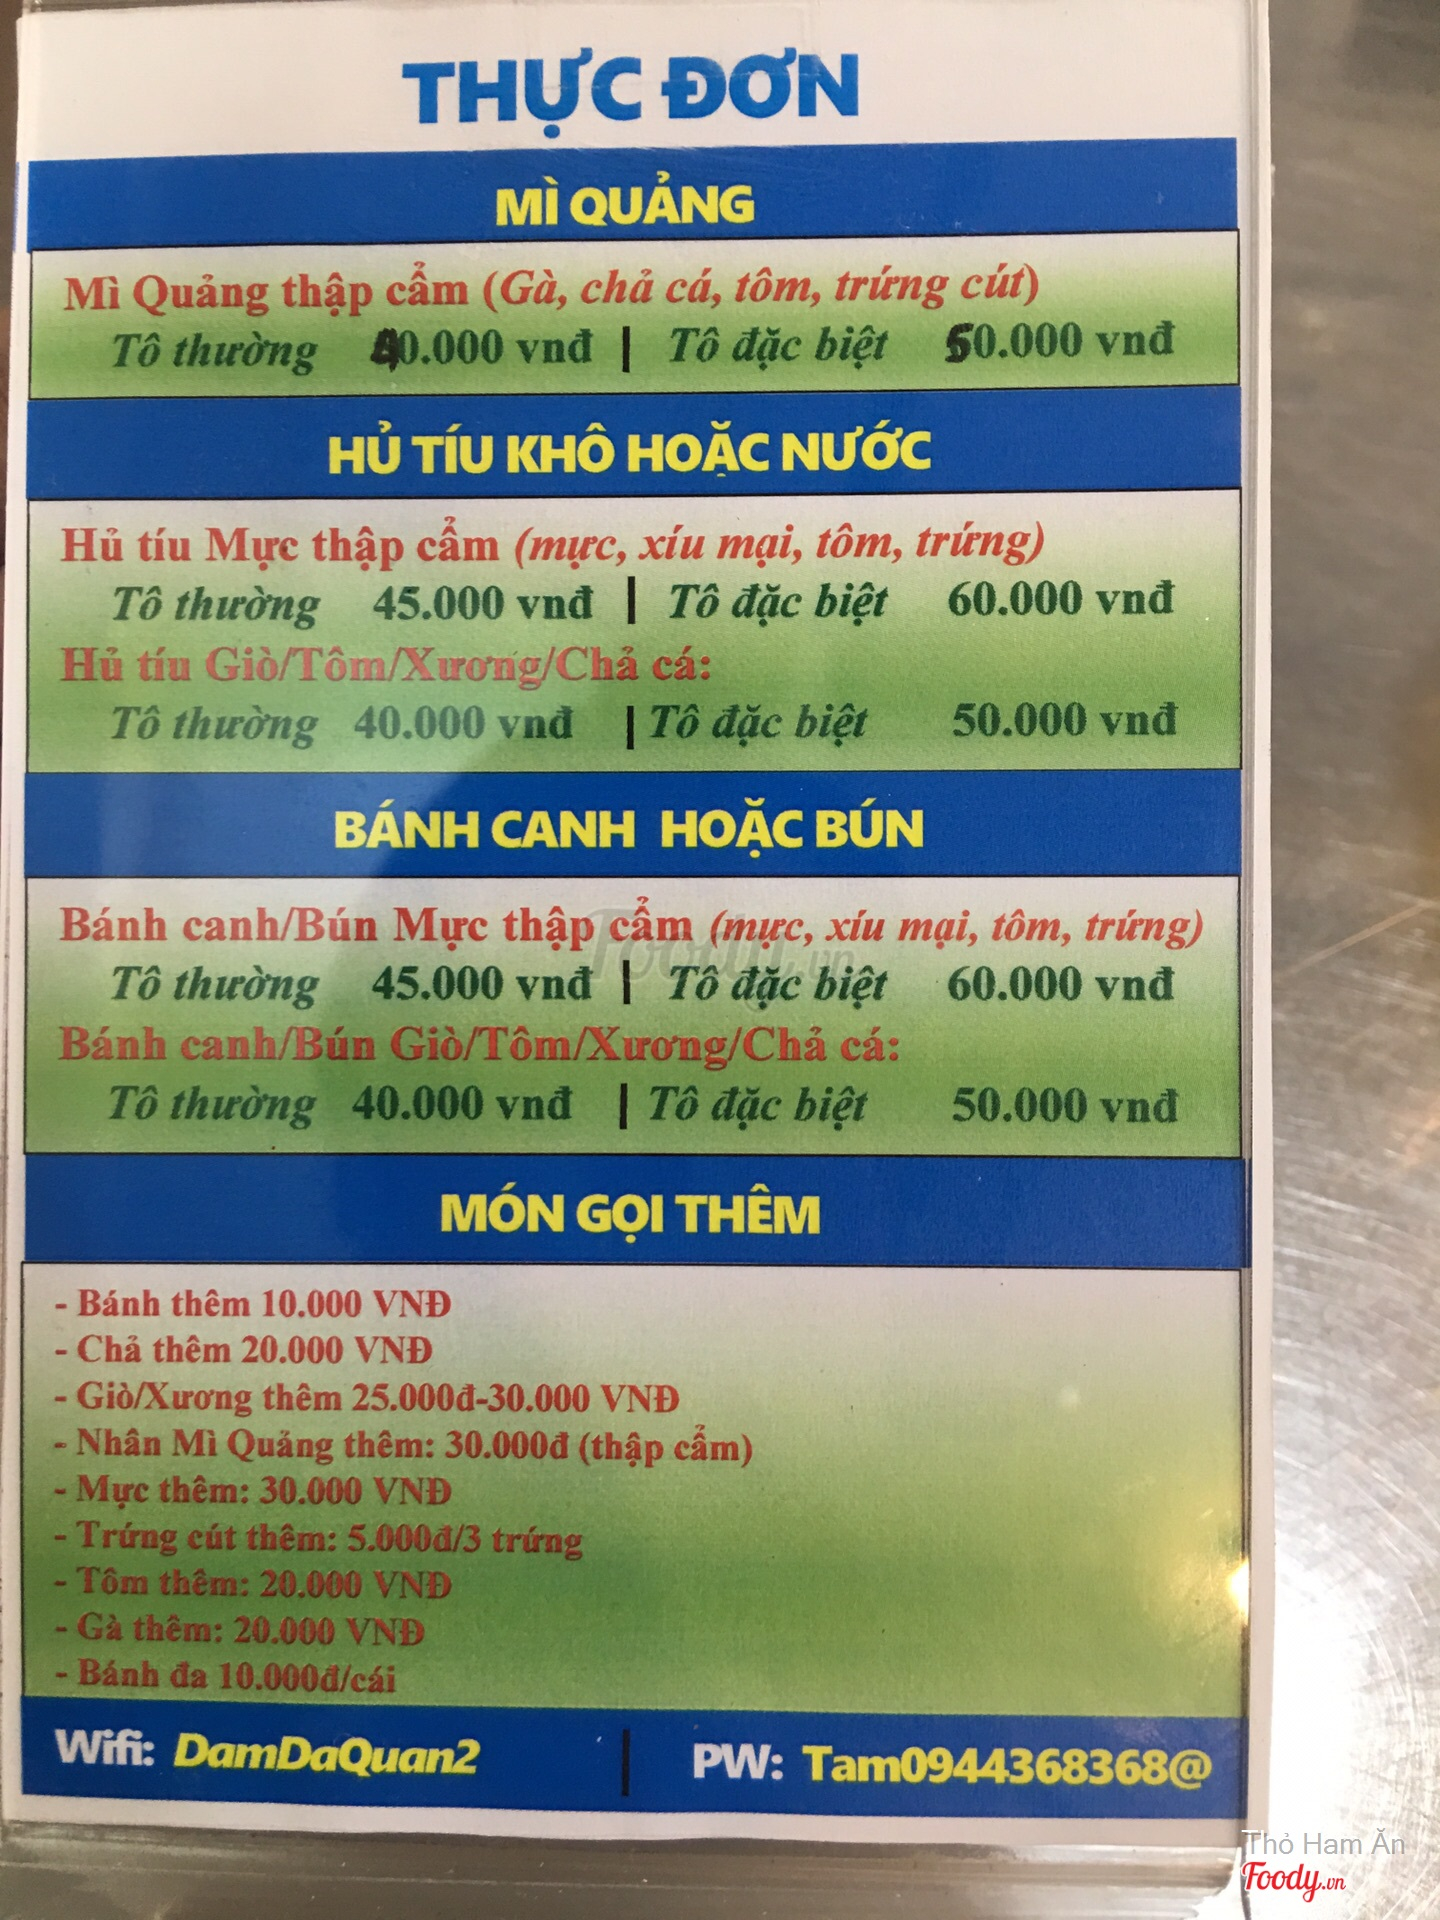 THỰC ĐƠN
MÌ QUẢNG
Mì Quảng thập cẩm (Gà, chả cá, tôm, trứng cút)
Tô thường 40.000 vnđ | Tô đặc biệt 50.000 vnđ
HỦ TÍU KHÔ HOẶC NƯỚC
Hủ tíu Mực thập cẩm (mực, xíu mại, tôm, trứng)
Tô thường 45.000 vnđ | Tô đặc biệt 60.000 vnđ
Hủ tíu Giò/Tôm/Xương/Chả cá:
Tô thường 40.000 vnđ | Tô đặc biệt 50.000 vnđ
BÁNH CANH HOẶC BÚN
Bánh canh/Bún Mực thập cẩm (mực, xíu mại, tôm, trứng)
Tô thường 45.000 vnđ | Tô đặc biệt 60.000 vnđ
Bánh canh/Bún Giò/Tôm/Xương/Chả cá:
Tô thường 40.000 vnđ | Tô đặc biệt 50.000 vnđ
MÓN GỌI THÊM
- Bánh thêm 10.000 VNĐ
- Chả thêm 20.000 VNĐ
- Giò/Xương thêm 25.000đ-30.000 VNĐ
- Nhân Mì Quảng thêm: 30.000đ (thập cẩm)
- Mực thêm: 30.000 VNĐ
- Trứng cút thêm: 5.000đ/3 trứng
- Tôm thêm: 20.000 VNĐ
- Gà thêm: 20.000 VNĐ
- Bánh đa 10.000đ/cái
Wifi: DamDaQuan2 | PW: Tam0944368368@
Foody.vn
Thỏ Ham Ăn
Foody.vn